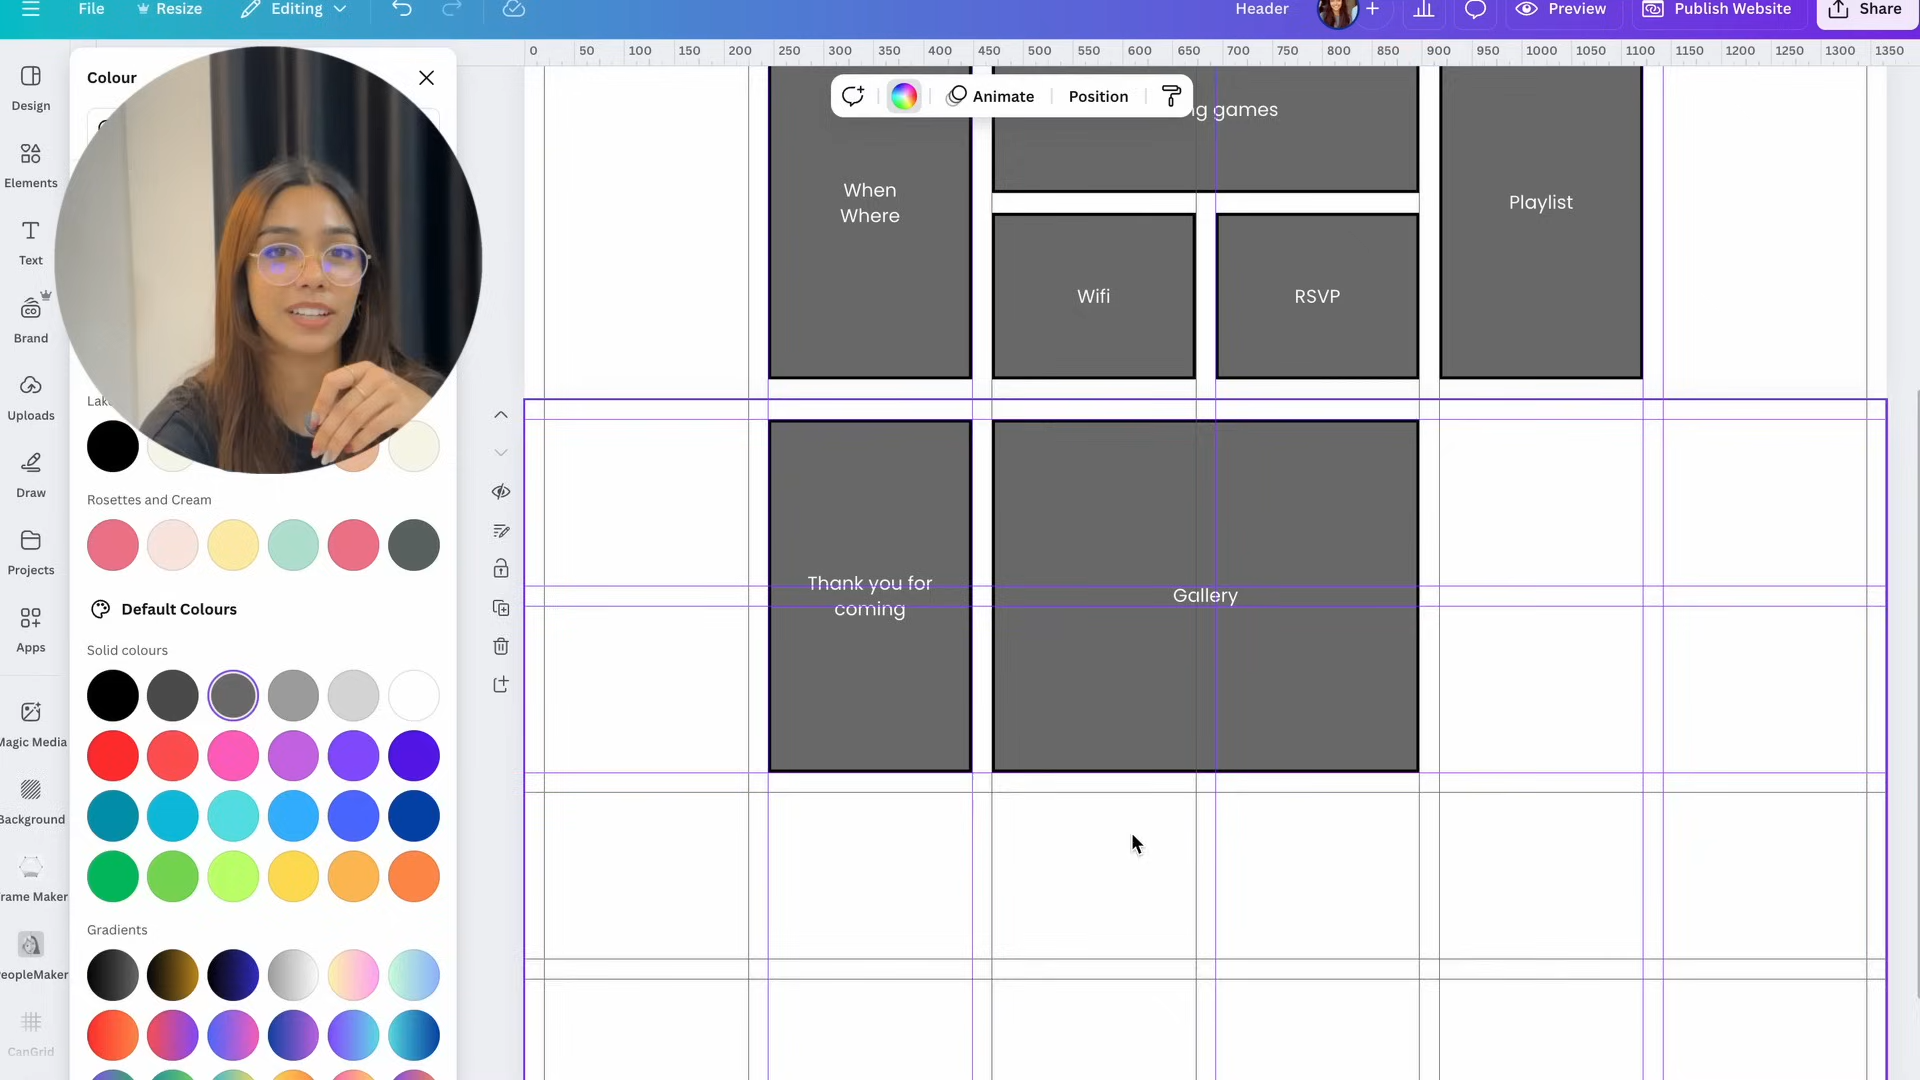 File
Resize
Editing
Header
Preview
Publish Website
Share
0 50 100 150 200 250 300 350 400 450 500 550 600 650 700 750 800 850 900 950 1000 1050 1100 1150 1200 1250 1300 1350
Design
Elements
Text
Brand
Uploads
Draw
Projects
Apps
Magic Media
Background
rame Maker
eopleMaker
CanGrid
Colour
Rosettes and Cream
Default Colours
Solid colours
Gradients
Animate
Position
ng games
When
Where
Wifi
RSVP
Playlist
Thank you for
coming
Gallery